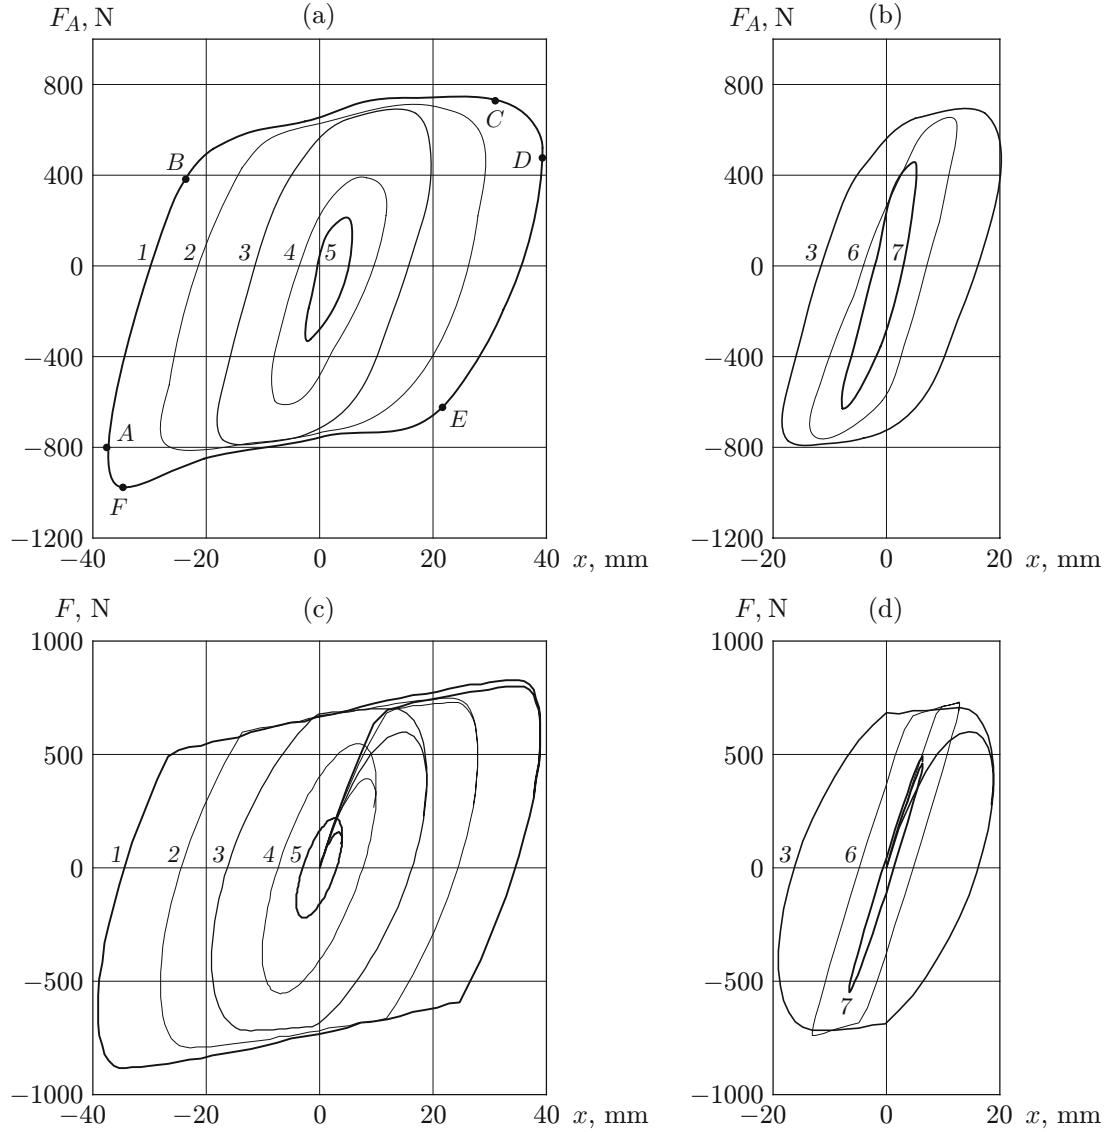 F_A, N (a) F_A, N (b)
800 800
B C
400 D 400
1 2 3 4 5 3 6 7
0 0
−400 −400
E
−800 A −800
F
−1200 −1200
−40 −20 0 20 40 x, mm −20 0 20 x, mm
F, N (c) F, N (d)
1000 1000
500 500
1 2 3 4 5 3 6
0 0
−500 −500
7
−1000 −1000
−40 −20 0 20 40 x, mm −20 0 20 x, mm